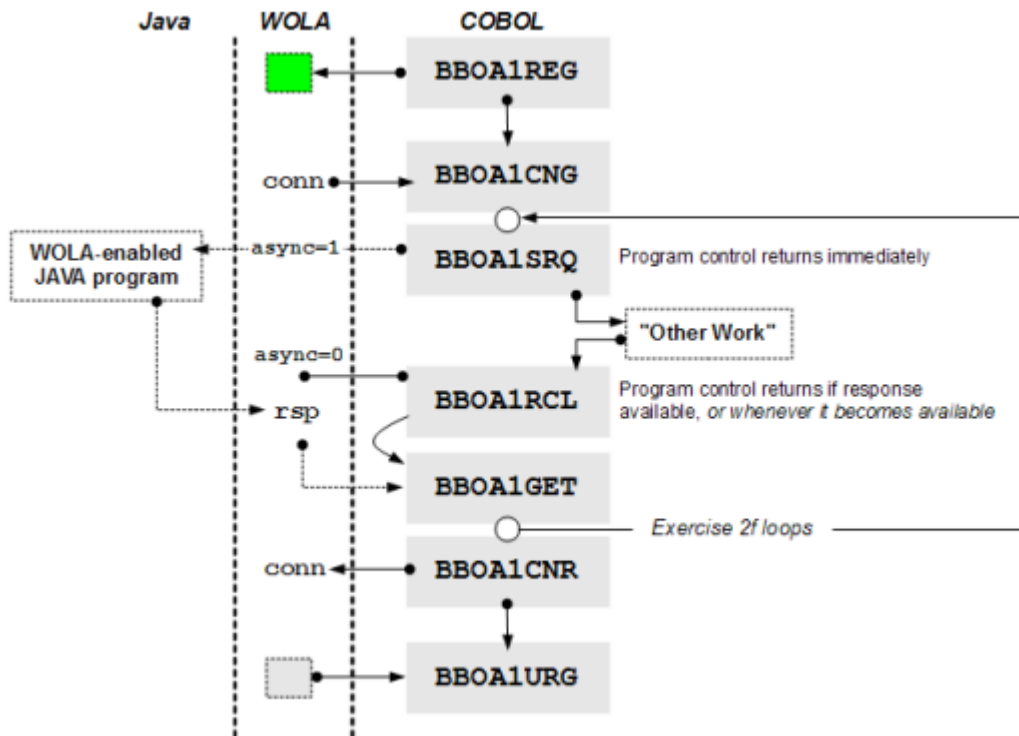 Java WOLA COBOL
BBOA1REG
conn BBOA1CNG
WOLA-enabled
JAVA program
async=1
BBOA1SRQ
Program control returns immediately
"Other Work"
async=0
rsp
BBOA1RCL
Program control returns if response
available, or whenever it becomes available
BBOA1GET
Exercise 2f loops
conn BBOA1CNR
BBOA1URG